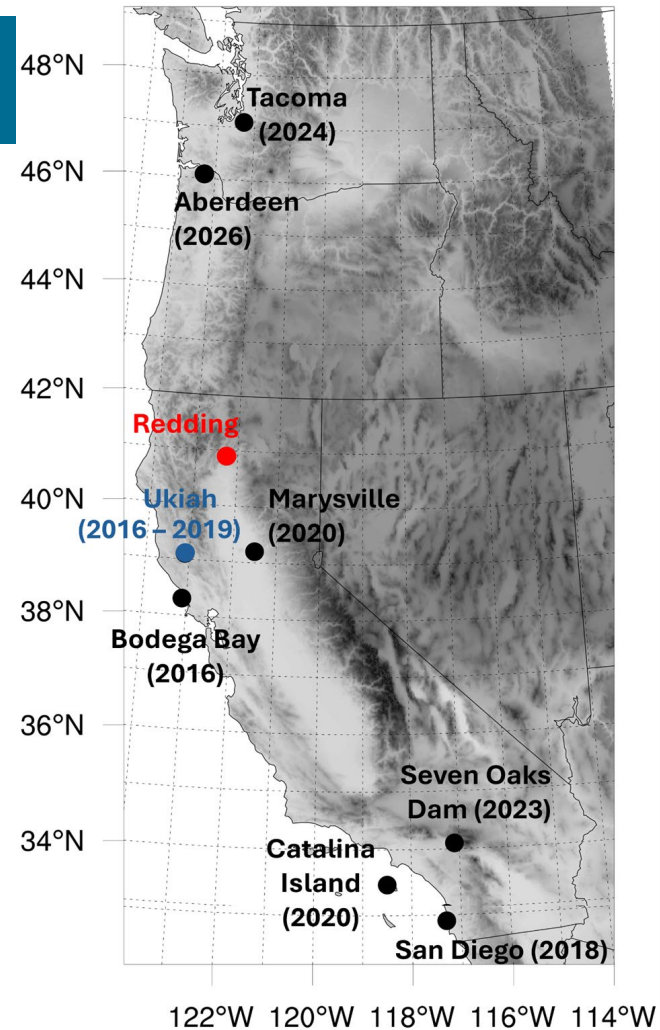 48°N
Tacoma
(2024)
46°N
Aberdeen
(2026)
44°N
42°N
Redding
40°N
Ukiah
(2016 – 2019)
Marysville
(2020)
38°N
Bodega Bay
(2016)
36°N
Seven Oaks
Dam (2023)
34°N
Catalina
Island
(2020)
San Diego (2018)
122°W 120°W 118°W 116°W 114°W